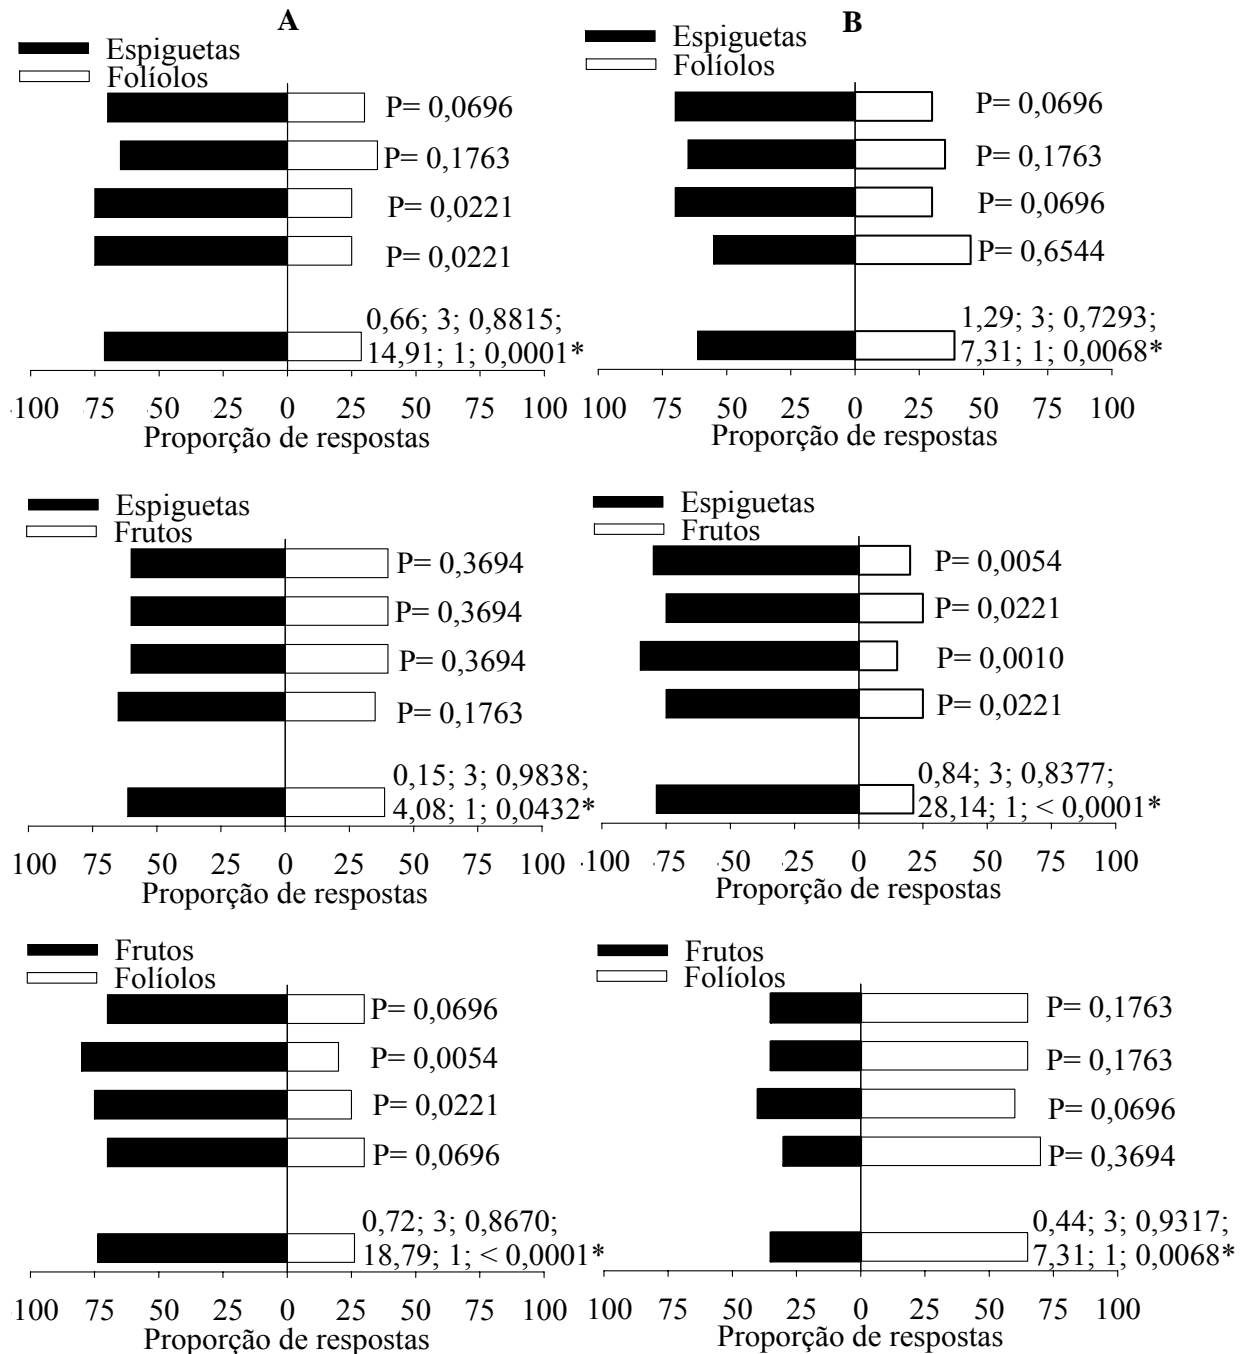 A
Espiguetas
Folíolos
P= 0,0696
P= 0,1763
P= 0,0221
P= 0,0221
0,66; 3; 0,8815;
14,91; 1; 0,0001*
100 75 50 25 0 25 50 75 100
Proporção de respostas
B
Espiguetas
Folíolos
P= 0,0696
P= 0,1763
P= 0,0696
P= 0,6544
1,29; 3; 0,7293;
7,31; 1; 0,0068*
100 75 50 25 0 25 50 75 100
Proporção de respostas
Espiguetas
Frutos
P= 0,3694
P= 0,3694
P= 0,3694
P= 0,1763
0,15; 3; 0,9838;
4,08; 1; 0,0432*
100 75 50 25 0 25 50 75 100
Proporção de respostas
Espiguetas
Frutos
P= 0,0054
P= 0,0221
P= 0,0010
P= 0,0221
0,84; 3; 0,8377;
28,14; 1; < 0,0001*
100 75 50 25 0 25 50 75 100
Proporção de respostas
Frutos
Folíolos
P= 0,0696
P= 0,0054
P= 0,0221
P= 0,0696
0,72; 3; 0,8670;
18,79; 1; < 0,0001*
100 75 50 25 0 25 50 75 100
Proporção de respostas
Frutos
Folíolos
P= 0,1763
P= 0,1763
P= 0,0696
P= 0,3694
0,44; 3; 0,9317;
7,31; 1; 0,0068*
100 75 50 25 0 25 50 75 100
Proporção de respostas